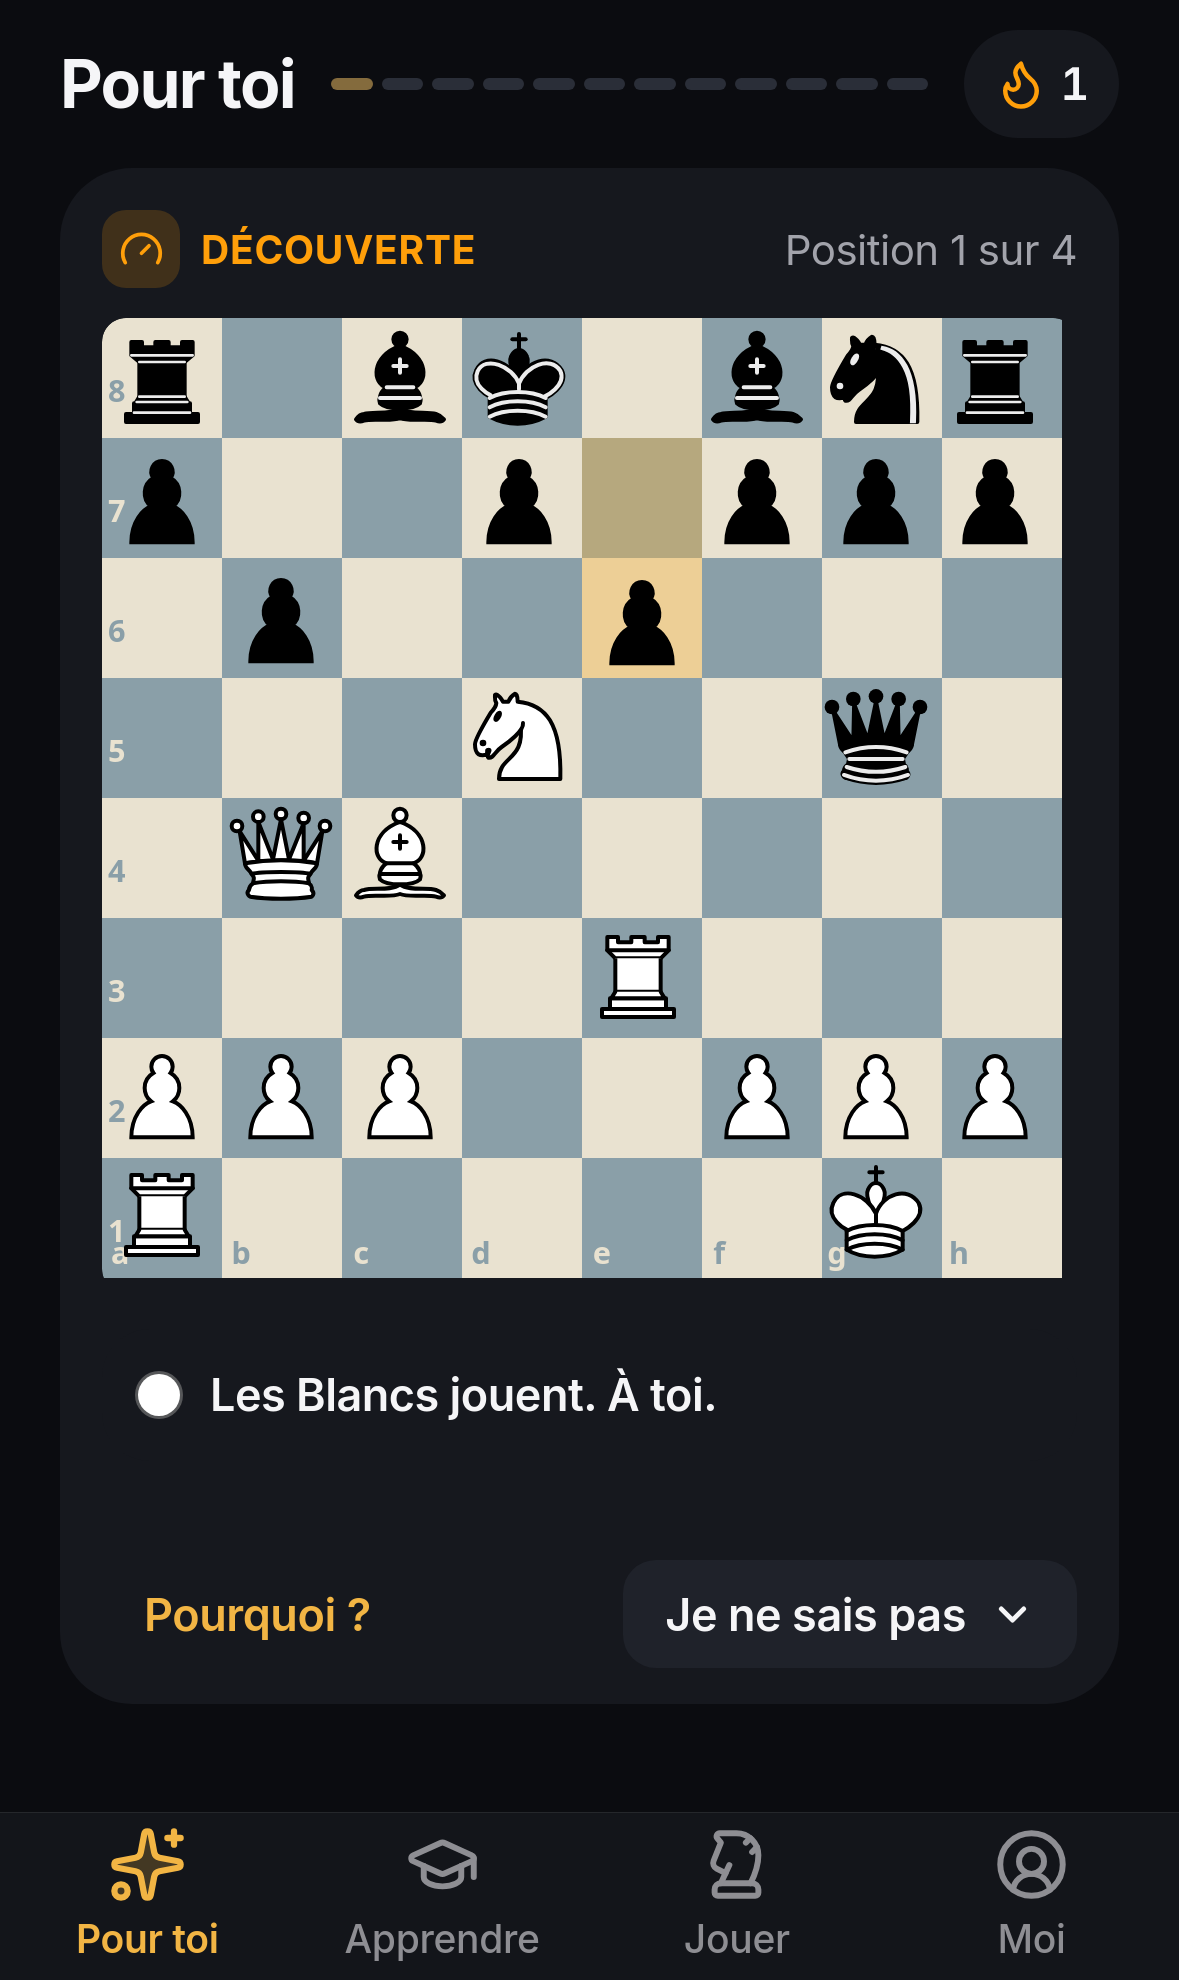 Pour toi
1
DÉCOUVERTE
Position 1 sur 4
8
7
6
5
4
3
2
1
a b c d e f g h
Les Blancs jouent. À toi.
Pourquoi ?
Je ne sais pas
Pour toi
Apprendre
Jouer
Moi